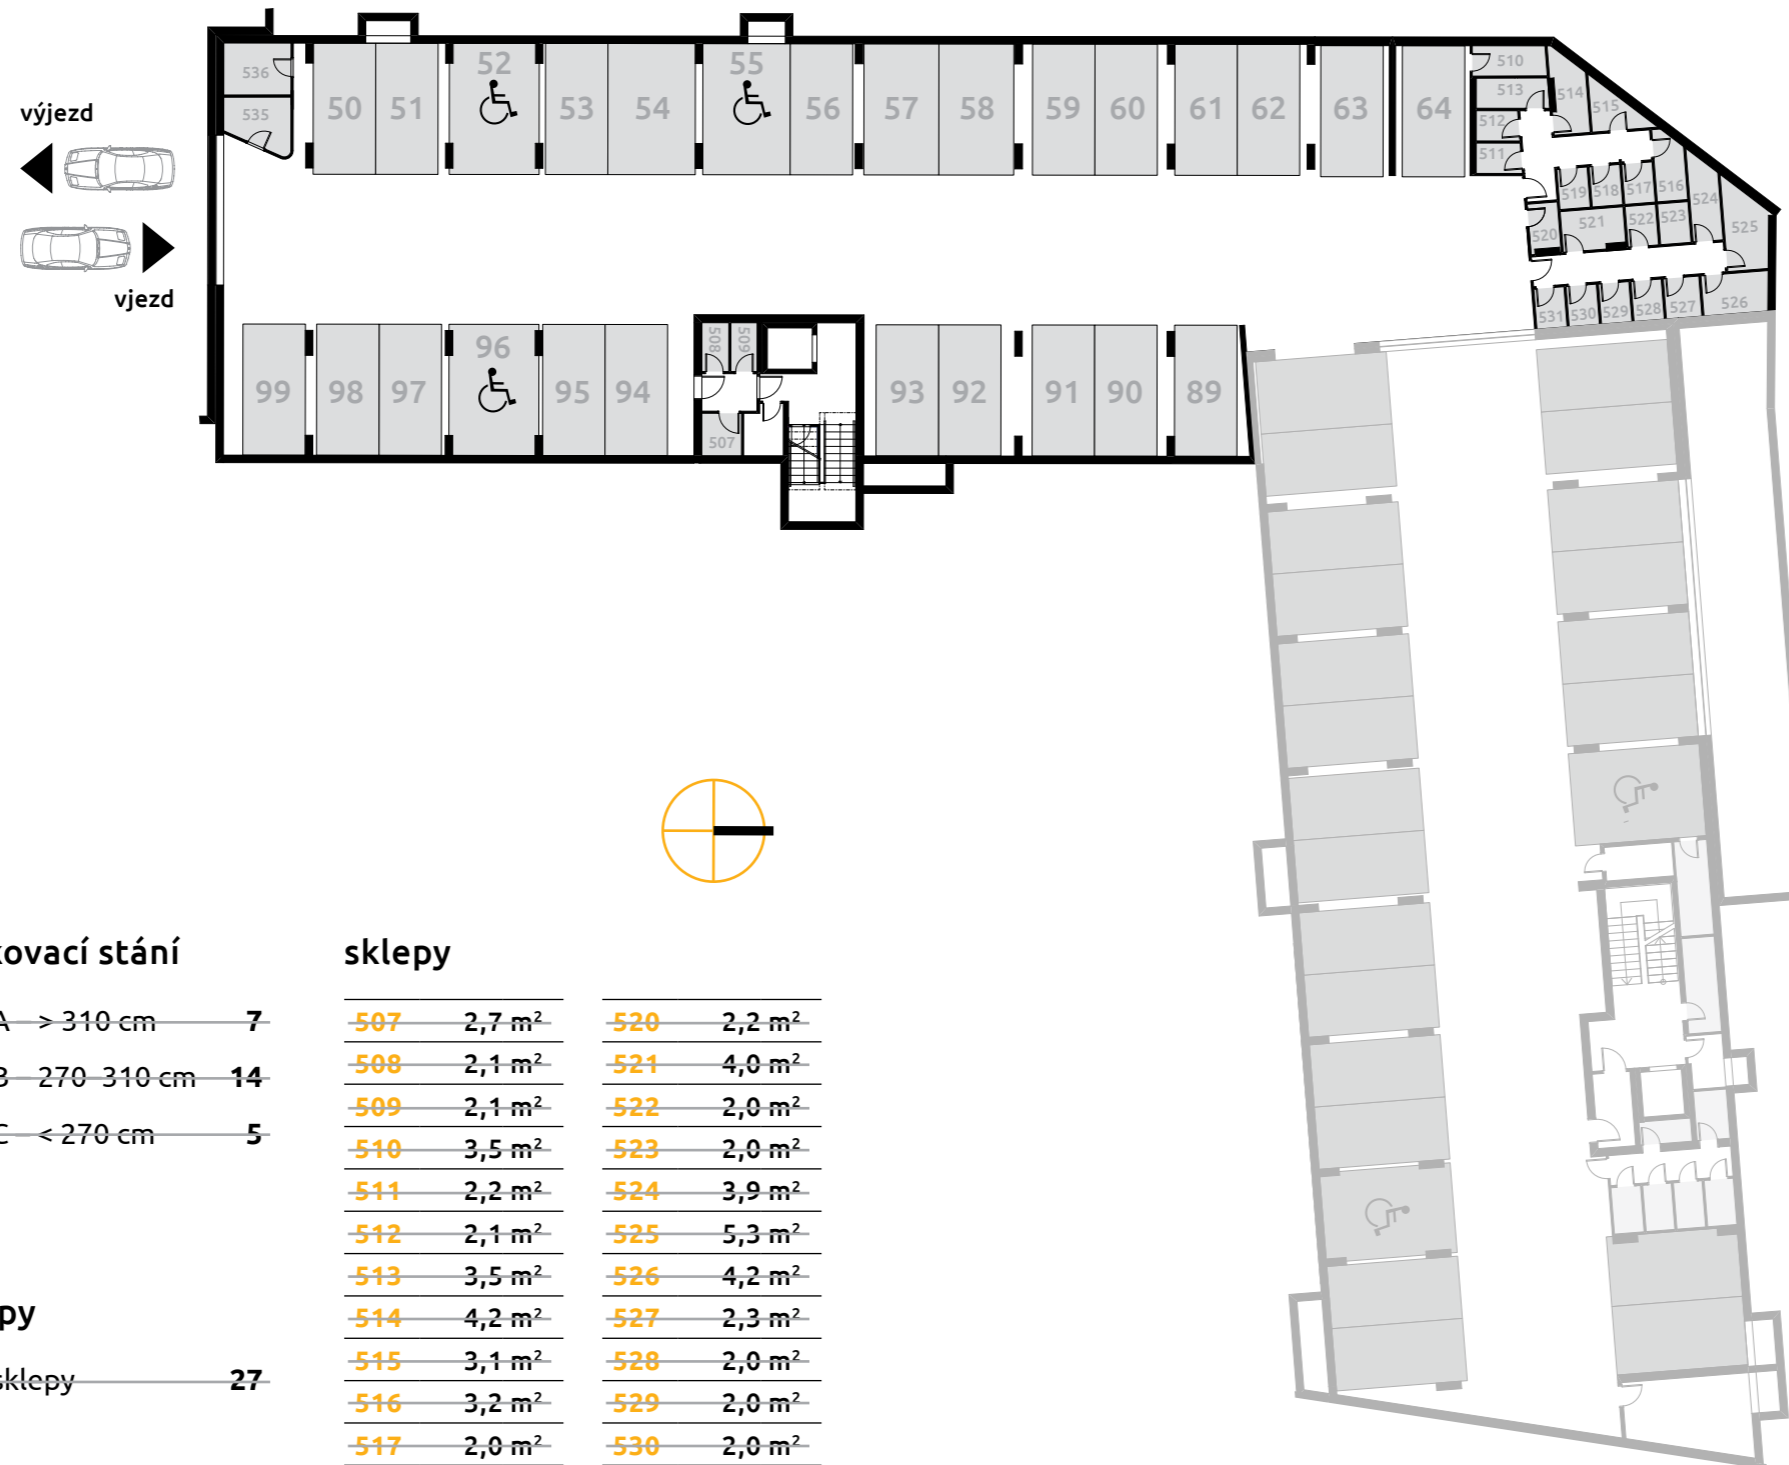 výjezd
vjezd
536
535
50
51
52
53
54
55
56
57
58
59
60
61
62
63
64
510
513
512
511
514
515
519
518
517
516
524
525
520
521
522
523
531
530
529
528
527
526
99
98
97
96
95
94
508
509
507
93
92
91
90
89
kovací stání
A – > 310 cm 7
B – 270–310 cm 14
C – < 270 cm 5
py
sklepy 27
sklepy
507 2,7 m²
508 2,1 m²
509 2,1 m²
510 3,5 m²
511 2,2 m²
512 2,1 m²
513 3,5 m²
514 4,2 m²
515 3,1 m²
516 3,2 m²
517 2,0 m²
520 2,2 m²
521 4,0 m²
522 2,0 m²
523 2,0 m²
524 3,9 m²
525 5,3 m²
526 4,2 m²
527 2,3 m²
528 2,0 m²
529 2,0 m²
530 2,0 m²